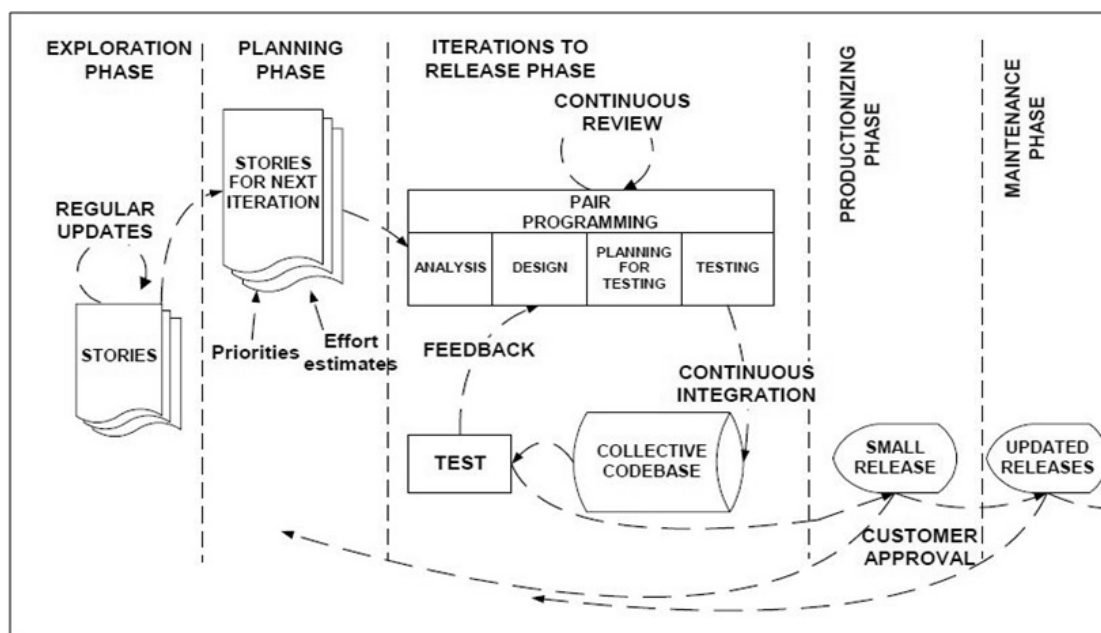 EXPLORATION
PHASE
PLANNING
PHASE
ITERATIONS TO
RELEASE PHASE
PRODUCTIONIZING
PHASE
MAINTENANCE
PHASE
CONTINUOUS
REVIEW
STORIES
FOR NEXT
ITERATION
REGULAR
UPDATES
PAIR
PROGRAMMING
ANALYSIS
DESIGN
PLANNING
FOR
TESTING
TESTING
STORIES
Priorities
Effort
estimates
FEEDBACK
CONTINUOUS
INTEGRATION
TEST
COLLECTIVE
CODEBASE
SMALL
RELEASE
UPDATED
RELEASES
CUSTOMER
APPROVAL